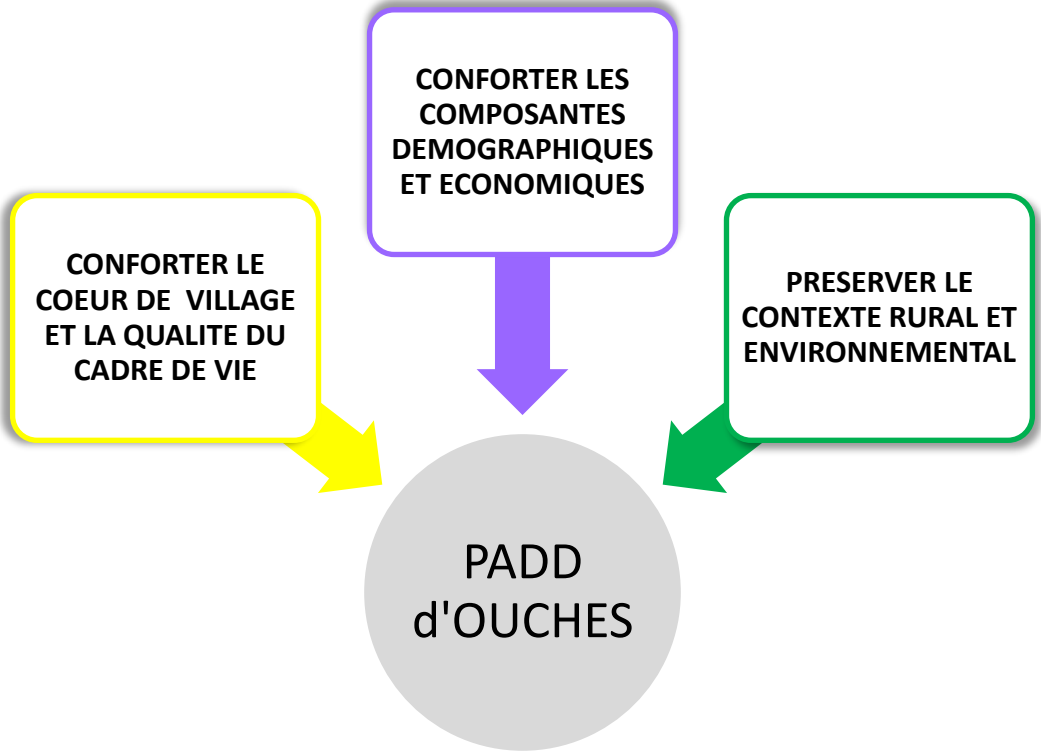 CONFORTER LES
COMPOSANTES
DEMOGRAPHIQUES
ET ECONOMIQUES
CONFORTER LE
COEUR DE  VILLAGE
ET LA QUALITE DU
CADRE DE VIE
PRESERVER LE
CONTEXTE RURAL ET
ENVIRONNEMENTAL
PADD
d'OUCHES